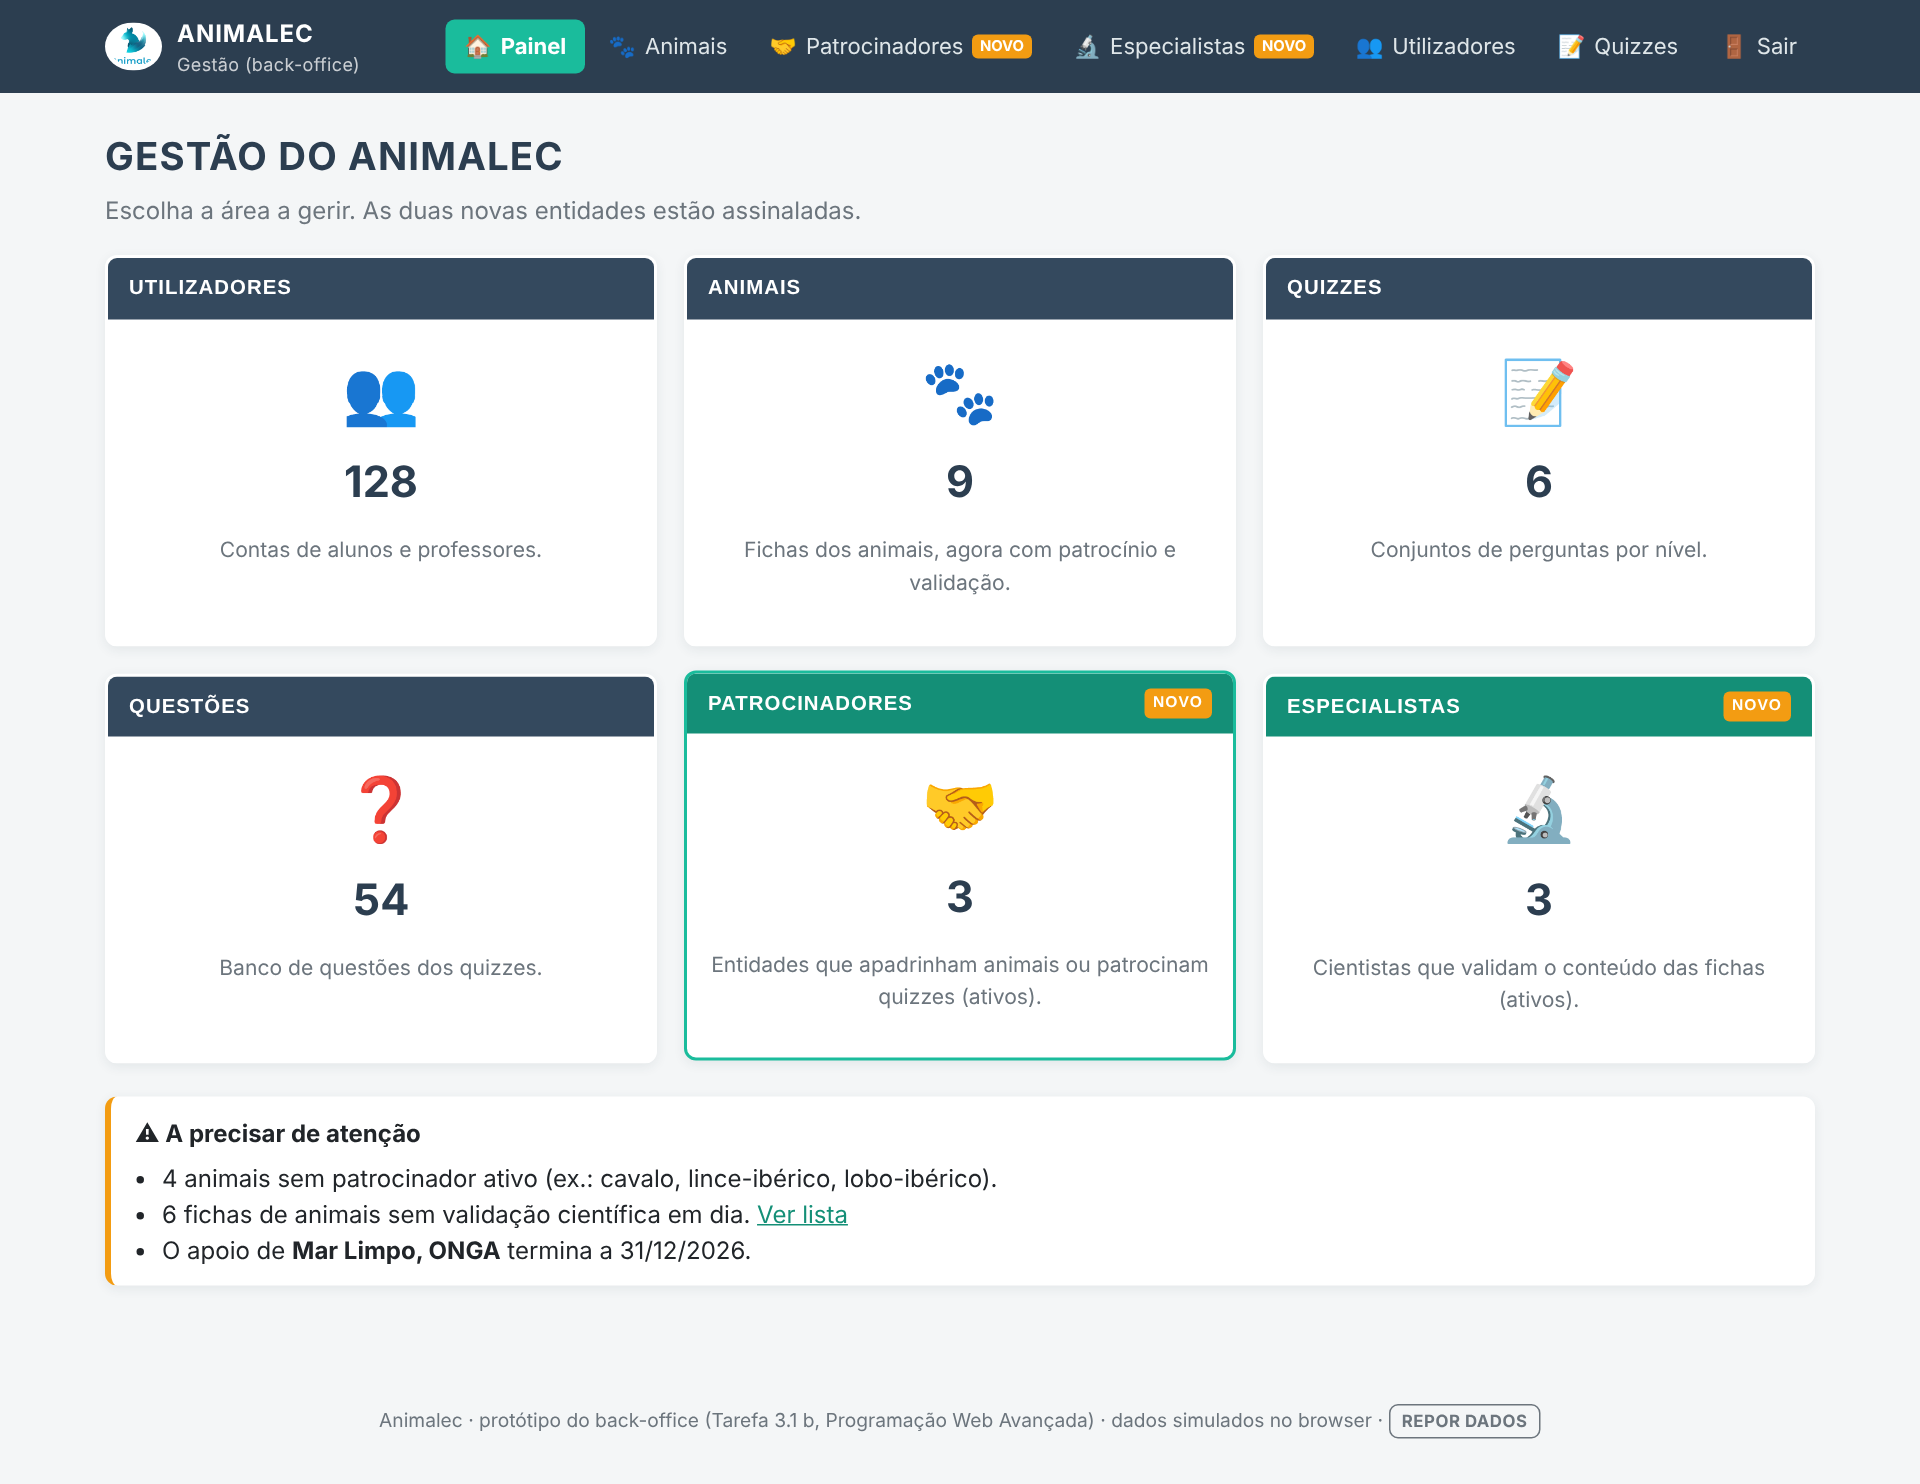 ANIMALEC
Gestão (back-office)
Painel
Animais
Patrocinadores NOVO
Especialistas NOVO
Utilizadores
Quizzes
Sair
GESTÃO DO ANIMALEC
Escolha a área a gerir. As duas novas entidades estão assinaladas.
UTILIZADORES
128
Contas de alunos e professores.
ANIMAIS
9
Fichas dos animais, agora com patrocínio e
validação.
QUIZZES
6
Conjuntos de perguntas por nível.
QUESTÕES
54
Banco de questões dos quizzes.
PATROCINADORES NOVO
3
Entidades que apadrinham animais ou patrocinam
quizzes (ativos).
ESPECIALISTAS NOVO
3
Cientistas que validam o conteúdo das fichas
(ativos).
⚠ A precisar de atenção
• 4 animais sem patrocinador ativo (ex.: cavalo, lince-ibérico, lobo-ibérico).
• 6 fichas de animais sem validação científica em dia. Ver lista
• O apoio de Mar Limpo, ONGA termina a 31/12/2026.
Animalec · protótipo do back-office (Tarefa 3.1 b, Programação Web Avançada) · dados simulados no browser · REPOR DADOS